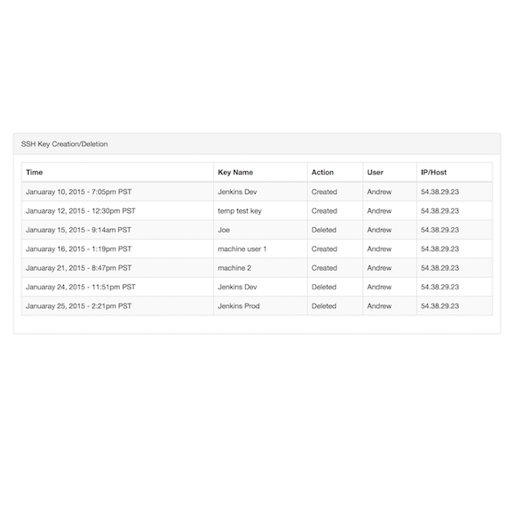 SSH Key Creation/Deletion
Time Key Name Action User IP/Host
Januaray 10, 2015 - 7:05pm PST Jenkins Dev Created Andrew 54.38.29.23
Januaray 12, 2015 - 12:30pm PST temp test key Created Andrew 54.38.29.23
Januaray 15, 2015 - 9:14am PST Joe Deleted Andrew 54.38.29.23
Januaray 16, 2015 - 1:19pm PST machine user 1 Created Andrew 54.38.29.23
Januaray 21, 2015 - 8:47pm PST machine 2 Created Andrew 54.38.29.23
Januaray 24, 2015 - 11:51pm PST Jenkins Dev Deleted Andrew 54.38.29.23
Januaray 25, 2015 - 2:21pm PST Jenkins Prod Deleted Andrew 54.38.29.23